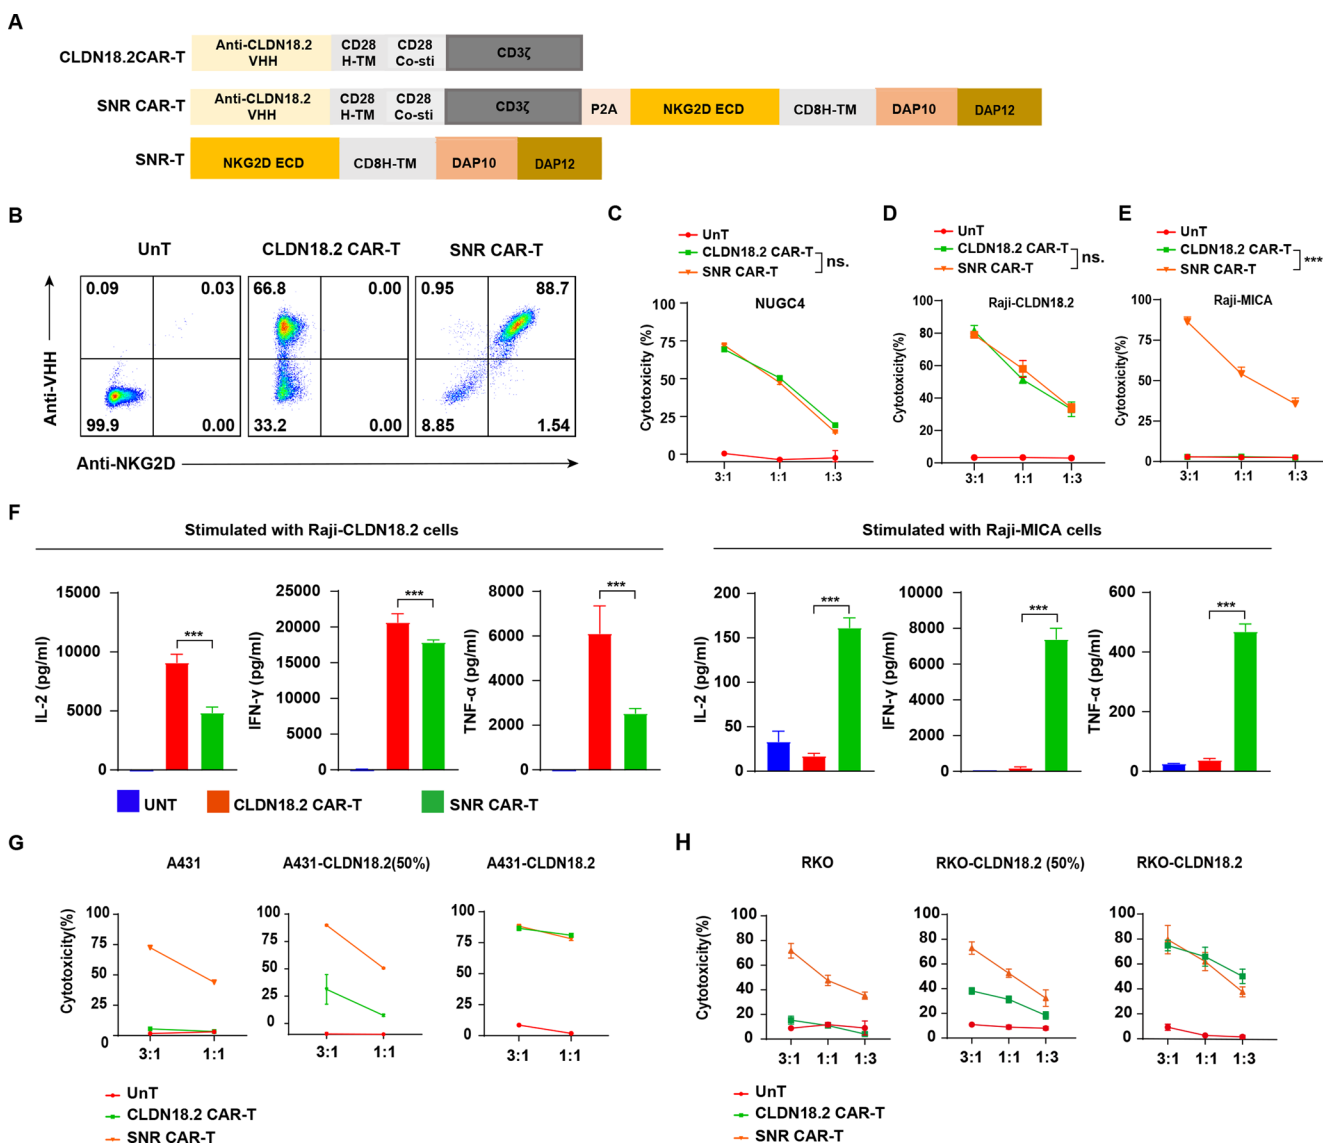 A
CLDN18.2CAR-T
Anti-CLDN18.2
VHH
CD28
H-TM
CD28
Co-sti
CD3ζ
SNR CAR-T
Anti-CLDN18.2
VHH
CD28
H-TM
CD28
Co-sti
CD3ζ
P2A
NKG2D ECD
CD8H-TM
DAP10
DAP12
SNR-T
NKG2D ECD
CD8H-TM
DAP10
DAP12
B
UnT
CLDN18.2 CAR-T
SNR CAR-T
0.09
0.03
99.9
0.00
66.8
0.00
33.2
0.00
0.95
88.7
8.85
1.54
Anti-VHH
Anti-NKG2D
C
UnT
CLDN18.2 CAR-T
SNR CAR-T
ns.
NUGC4
Cytotoxicity (%)
100
75
50
25
0
3:1 1:1 1:3
D
UnT
CLDN18.2 CAR-T
SNR CAR-T
ns.
Raji-CLDN18.2
Cytotoxicity(%)
100
80
60
40
20
0
3:1 1:1 1:3
E
UnT
CLDN18.2 CAR-T
SNR CAR-T
***
Raji-MICA
Cytotoxicity(%)
100
75
50
25
0
3:1 1:1 1:3
F
Stimulated with Raji-CLDN18.2 cells
IL-2 (pg/ml)
15000
10000
5000
0
***
IFN-γ (pg/ml)
25000
20000
15000
10000
5000
0
***
TNF-α (pg/ml)
8000
6000
4000
2000
0
***
Stimulated with Raji-MICA cells
IL-2 (pg/ml)
200
150
100
50
0
***
IFN-γ (pg/ml)
10000
8000
6000
4000
2000
0
***
TNF-α (pg/ml)
600
400
200
0
***
UNT
CLDN18.2 CAR-T
SNR CAR-T
G
A431
Cytotoxicity(%)
100
75
50
25
0
3:1 1:1
A431-CLDN18.2(50%)
100
75
50
25
0
3:1 1:1
A431-CLDN18.2
100
75
50
25
0
3:1 1:1
UnT
CLDN18.2 CAR-T
SNR CAR-T
H
RKO
Cytotoxicity(%)
100
80
60
40
20
0
3:1 1:1 1:3
RKO-CLDN18.2 (50%)
100
80
60
40
20
0
3:1 1:1 1:3
RKO-CLDN18.2
100
80
60
40
20
0
3:1 1:1 1:3
UnT
CLDN18.2 CAR-T
SNR CAR-T